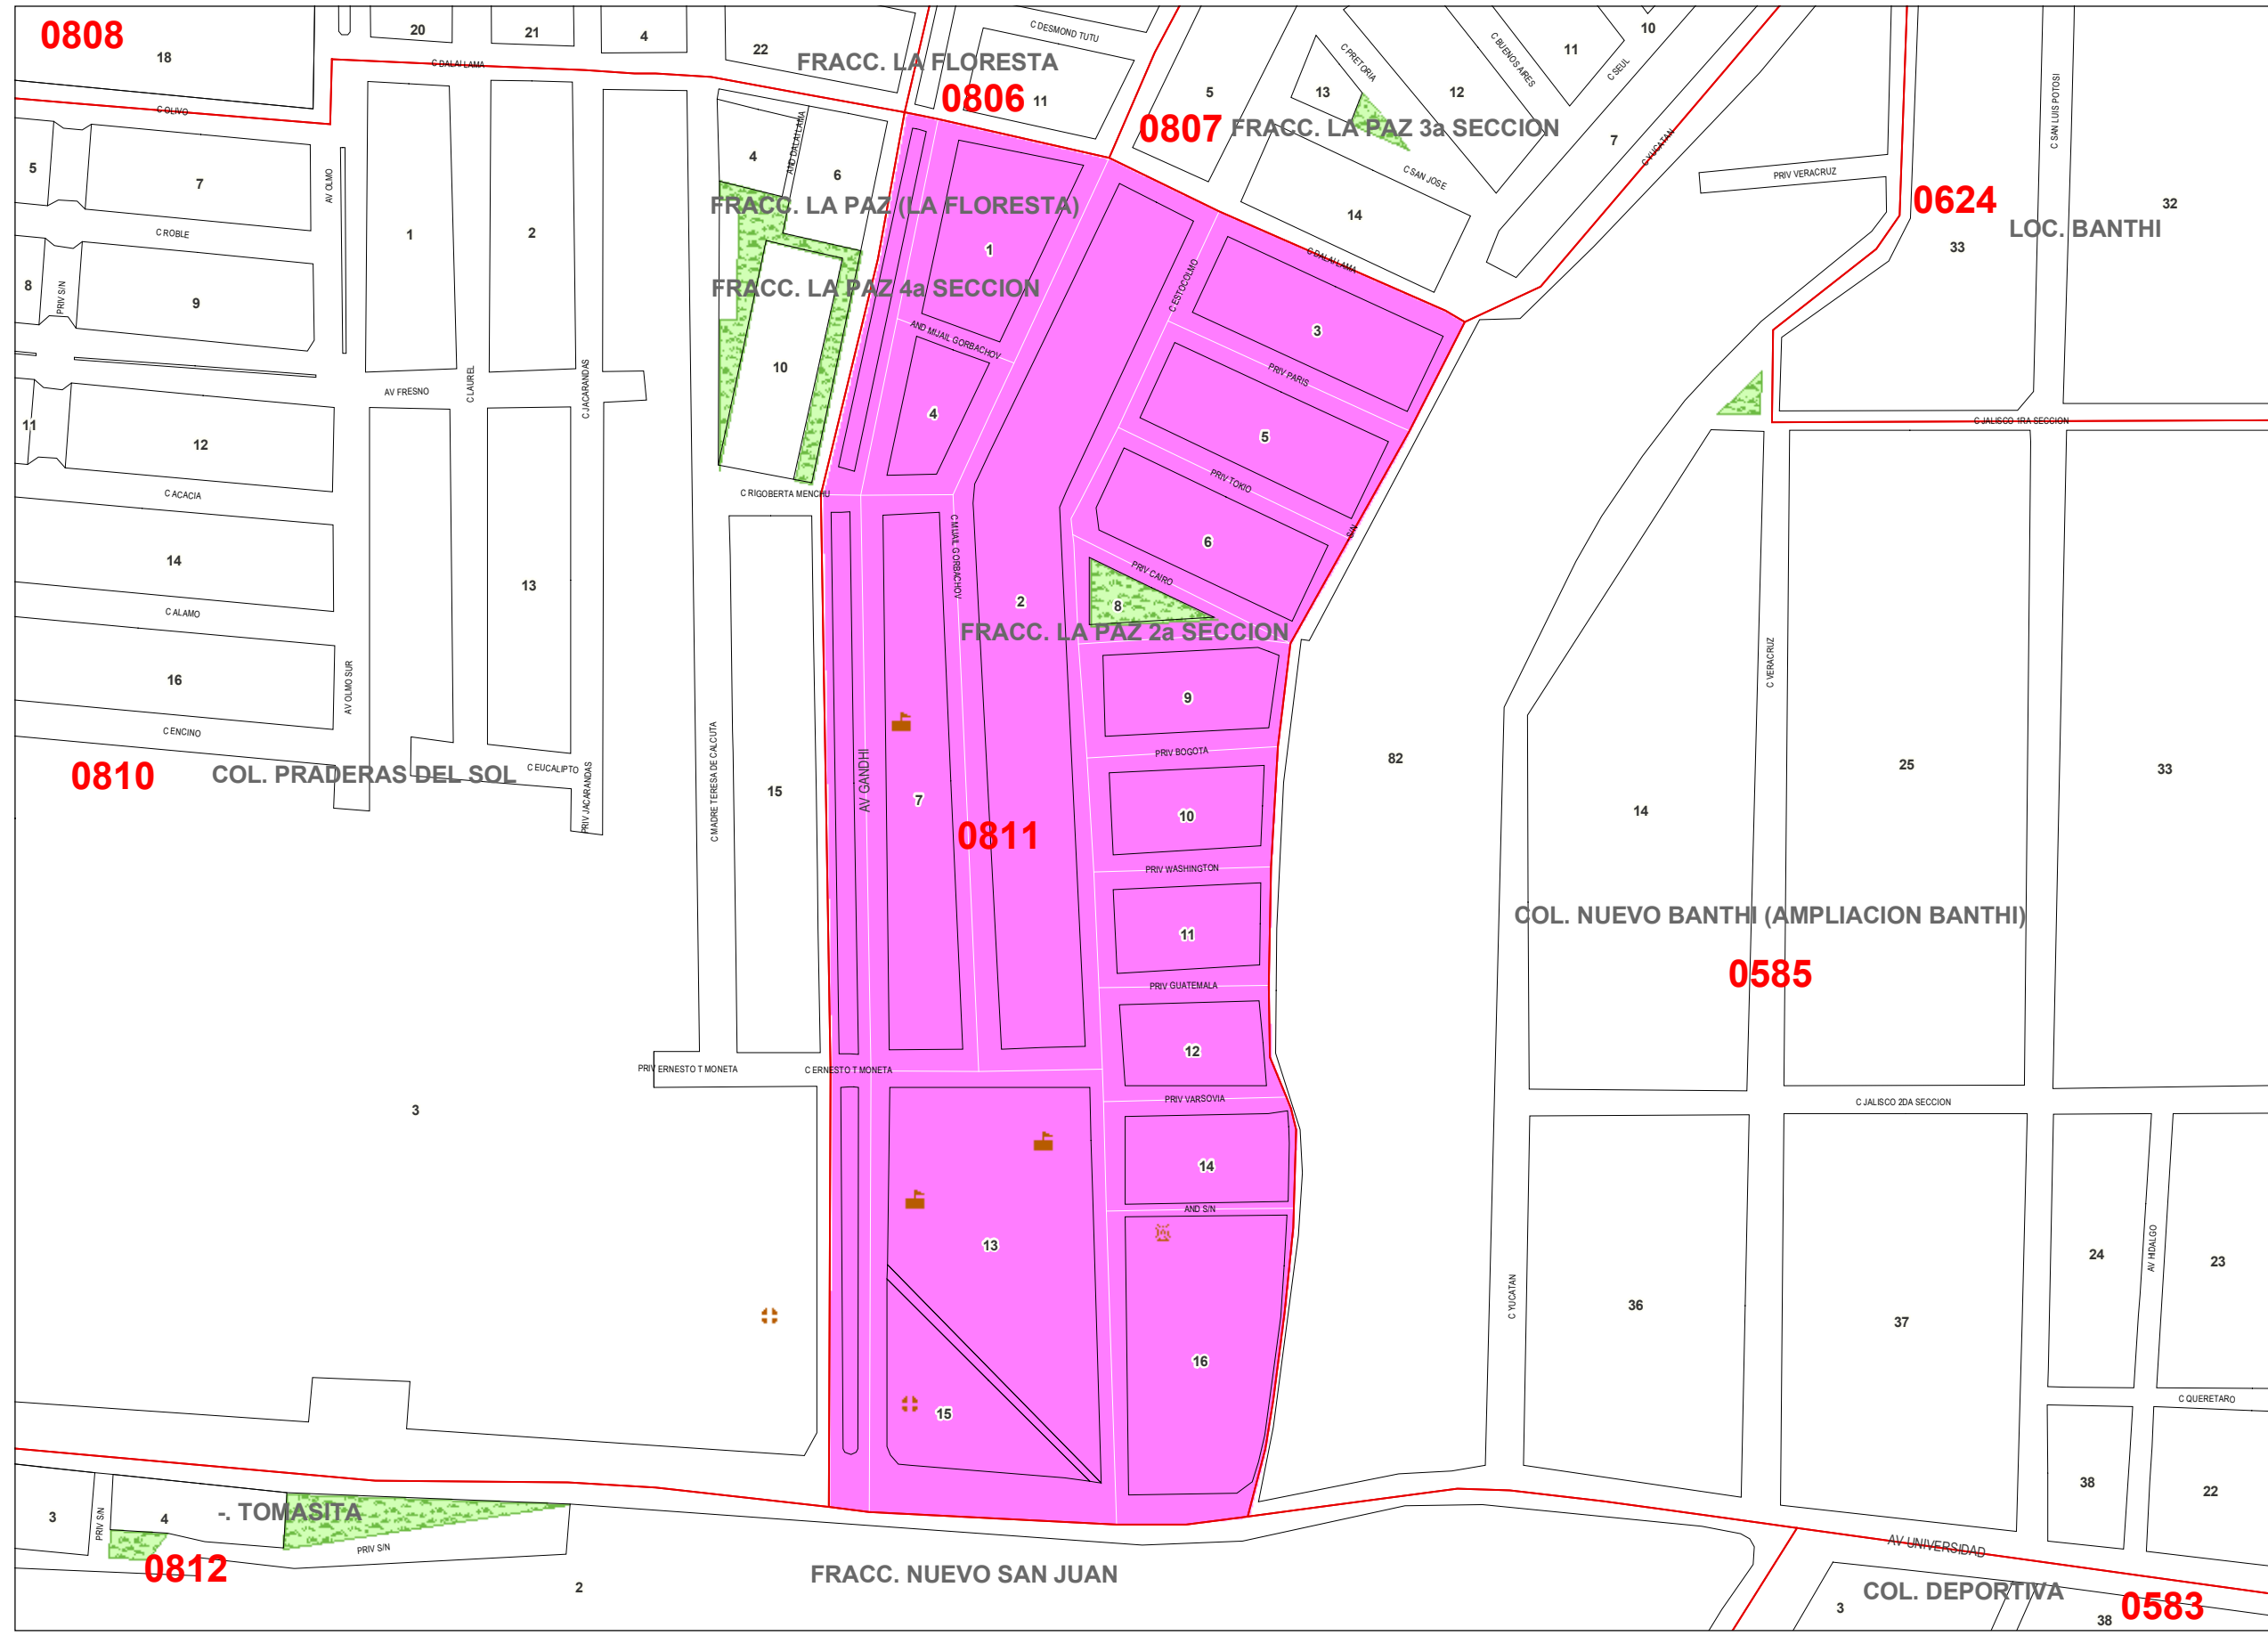 0808
18
20
21
4
22
FRACC. LA FLORESTA
C DESMOND TUTU
C DALAI LAMA
0806
11
5
0807
FRACC. LA PAZ 3a SECCION
C PRETORIA
13
12
C BUENOS AIRES
11
10
C SEUL
7
C YUCATAN
C SAN JOSE
14
C SAN LUIS POTOSI
PRIV VERACRUZ
0624
LOC. BANTHI
32
33
C OLIVO
5
7
AV OLMO
C ROBLE
1
2
4
AND DALAI LAMA
6
FRACC. LA PAZ (LA FLORESTA)
FRACC. LA PAZ 4a SECCION
8
PRIV S/N
9
10
1
AND MIJAIL GORBACHOV
4
C ESTOCOLMO
C DALAI LAMA
3
PRIV PARIS
5
PRIV TOKIO
S/N
6
PRIV CAIRO
8
AV FRESNO
C LAUREL
C JACARANDAS
11
12
C ACACIA
C RIGOBERTA MENCHU
C MIJAIL GORBACHOV
C JALISCO 1RA SECCION
14
13
C ALAMO
2
FRACC. LA PAZ 2a SECCION
16
AV OLMO SUR
C ENCINO
0810
COL. PRADERAS DEL SOL
C EUCALIPTO
PRIV JACARANDAS
C MADRE TERESA DE CALCUTA
15
AV GANDHI
7
0811
9
PRIV BOGOTA
10
PRIV WASHINGTON
11
PRIV GUATEMALA
12
PRIV VARSOVIA
14
AND S/N
82
C VERACRUZ
14
25
33
COL. NUEVO BANTHI (AMPLIACION BANTHI)
0585
PRIV ERNESTO T MONETA
C ERNESTO T MONETA
3
C JALISCO 2DA SECCION
13
16
15
C YUCATAN
36
37
24
AV HIDALGO
23
C QUERETARO
38
22
3
PRIV S/N
4
-. TOMASITA
PRIV S/N
0812
2
FRACC. NUEVO SAN JUAN
AV UNIVERSIDAD
COL. DEPORTIVA
3
38
0583